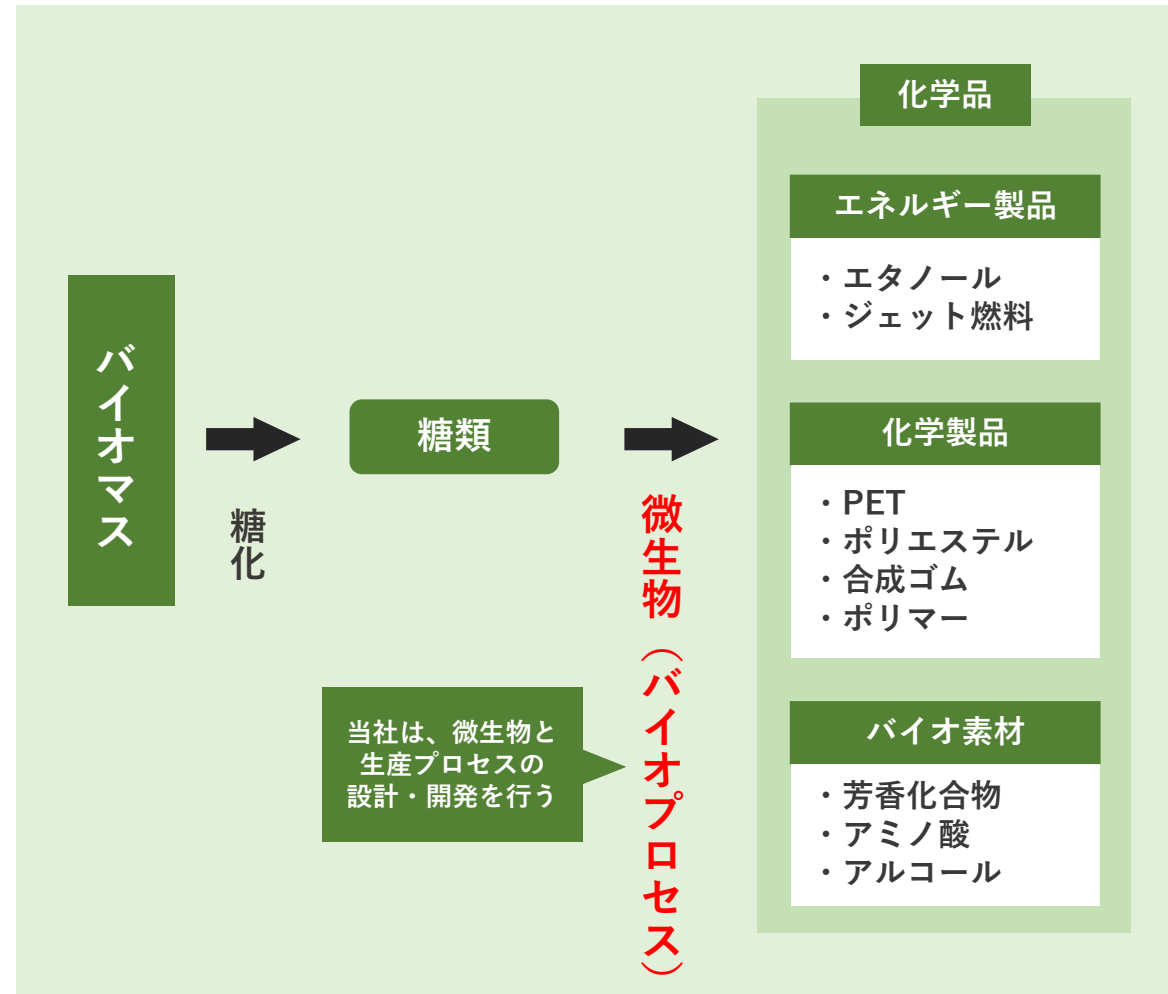 バイオマス
糖化
糖類
微生物（バイオプロセス）
当社は、微生物と
生産プロセスの
設計・開発を行う
化学品
エネルギー製品
・エタノール
・ジェット燃料
化学製品
・PET
・ポリエステル
・合成ゴム
・ポリマー
バイオ素材
・芳香化合物
・アミノ酸
・アルコール